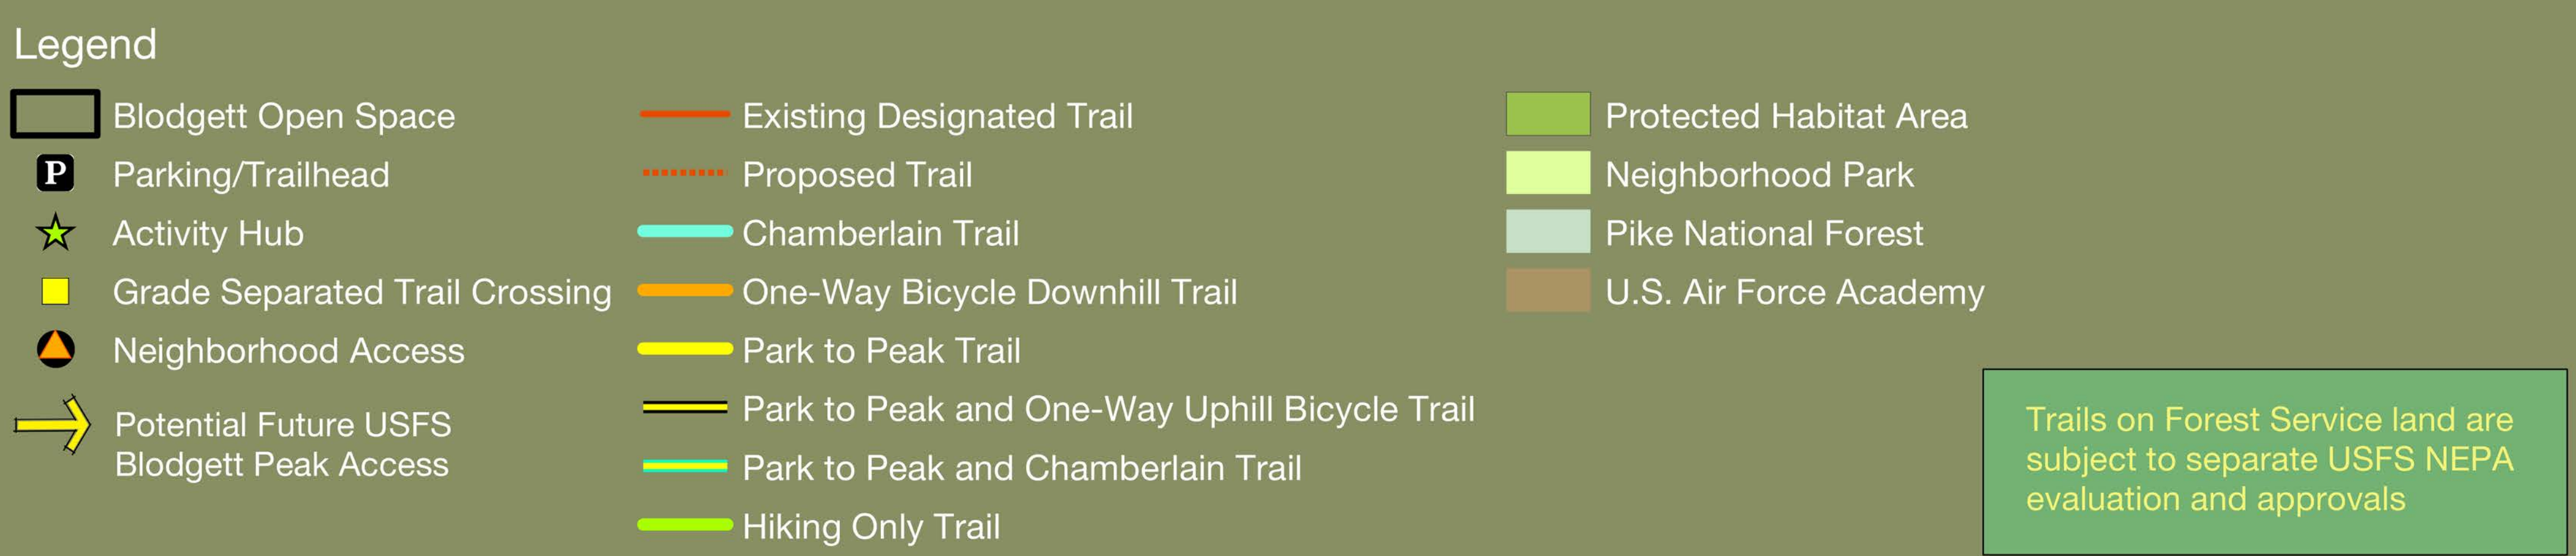 Legend
Blodgett Open Space
P
Parking/Trailhead
Activity Hub
Grade Separated Trail Crossing
Neighborhood Access
Potential Future USFS
Blodgett Peak Access
Existing Designated Trail
Proposed Trail
Chamberlain Trail
One-Way Bicycle Downhill Trail
Park to Peak Trail
Park to Peak and One-Way Uphill Bicycle Trail
Park to Peak and Chamberlain Trail
Hiking Only Trail
Protected Habitat Area
Neighborhood Park
Pike National Forest
U.S. Air Force Academy
Trails on Forest Service land are
subject to separate USFS NEPA
evaluation and approvals